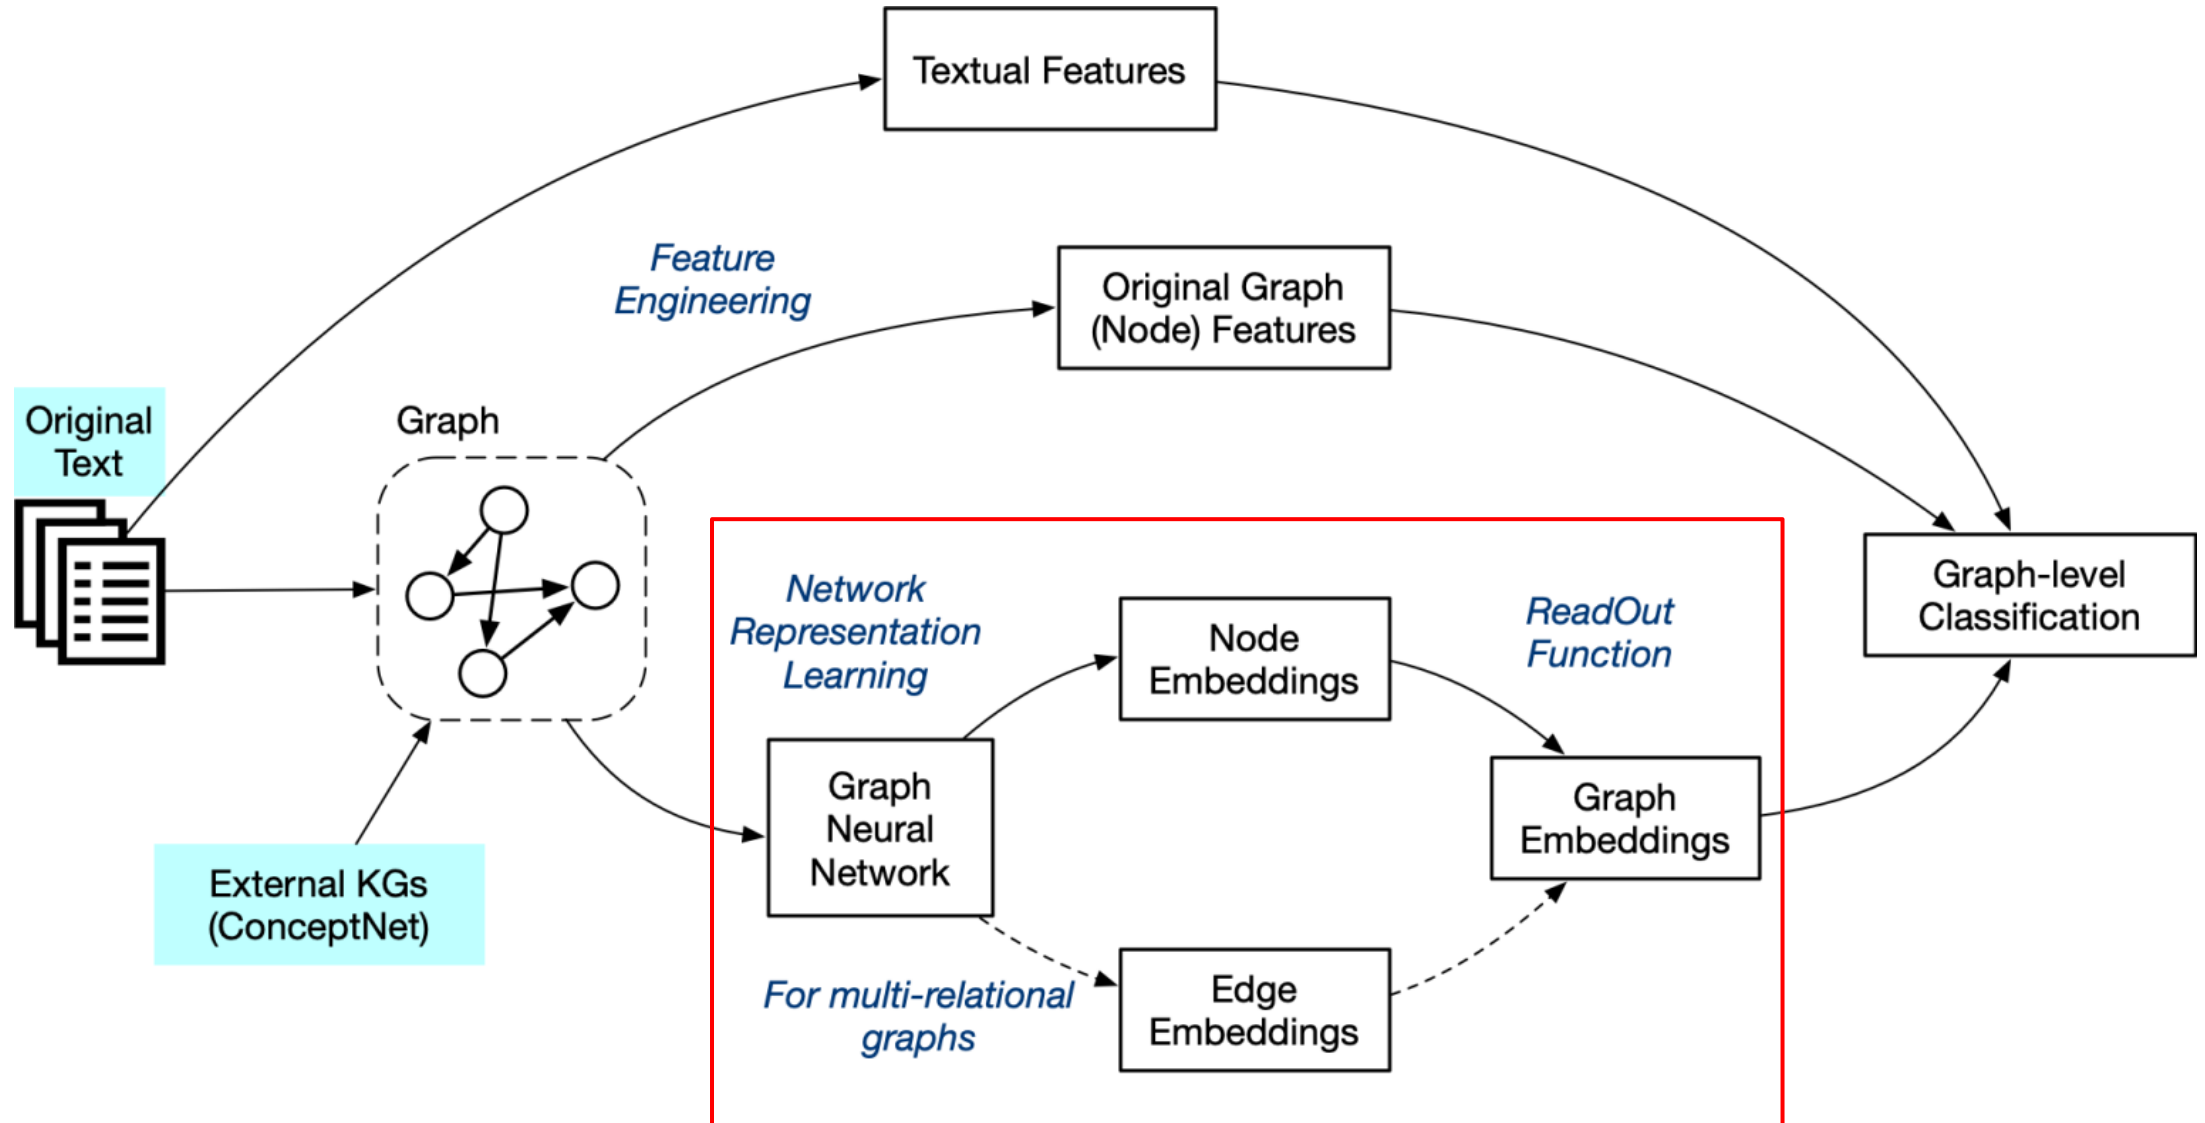 Textual Features
Feature
Engineering
Original Graph
(Node) Features
Original
Text
Graph
Network
Representation
Learning
Node
Embeddings
ReadOut
Function
Graph-level
Classification
Graph
Neural
Network
Graph
Embeddings
External KGs
(ConceptNet)
For multi-relational
graphs
Edge
Embeddings